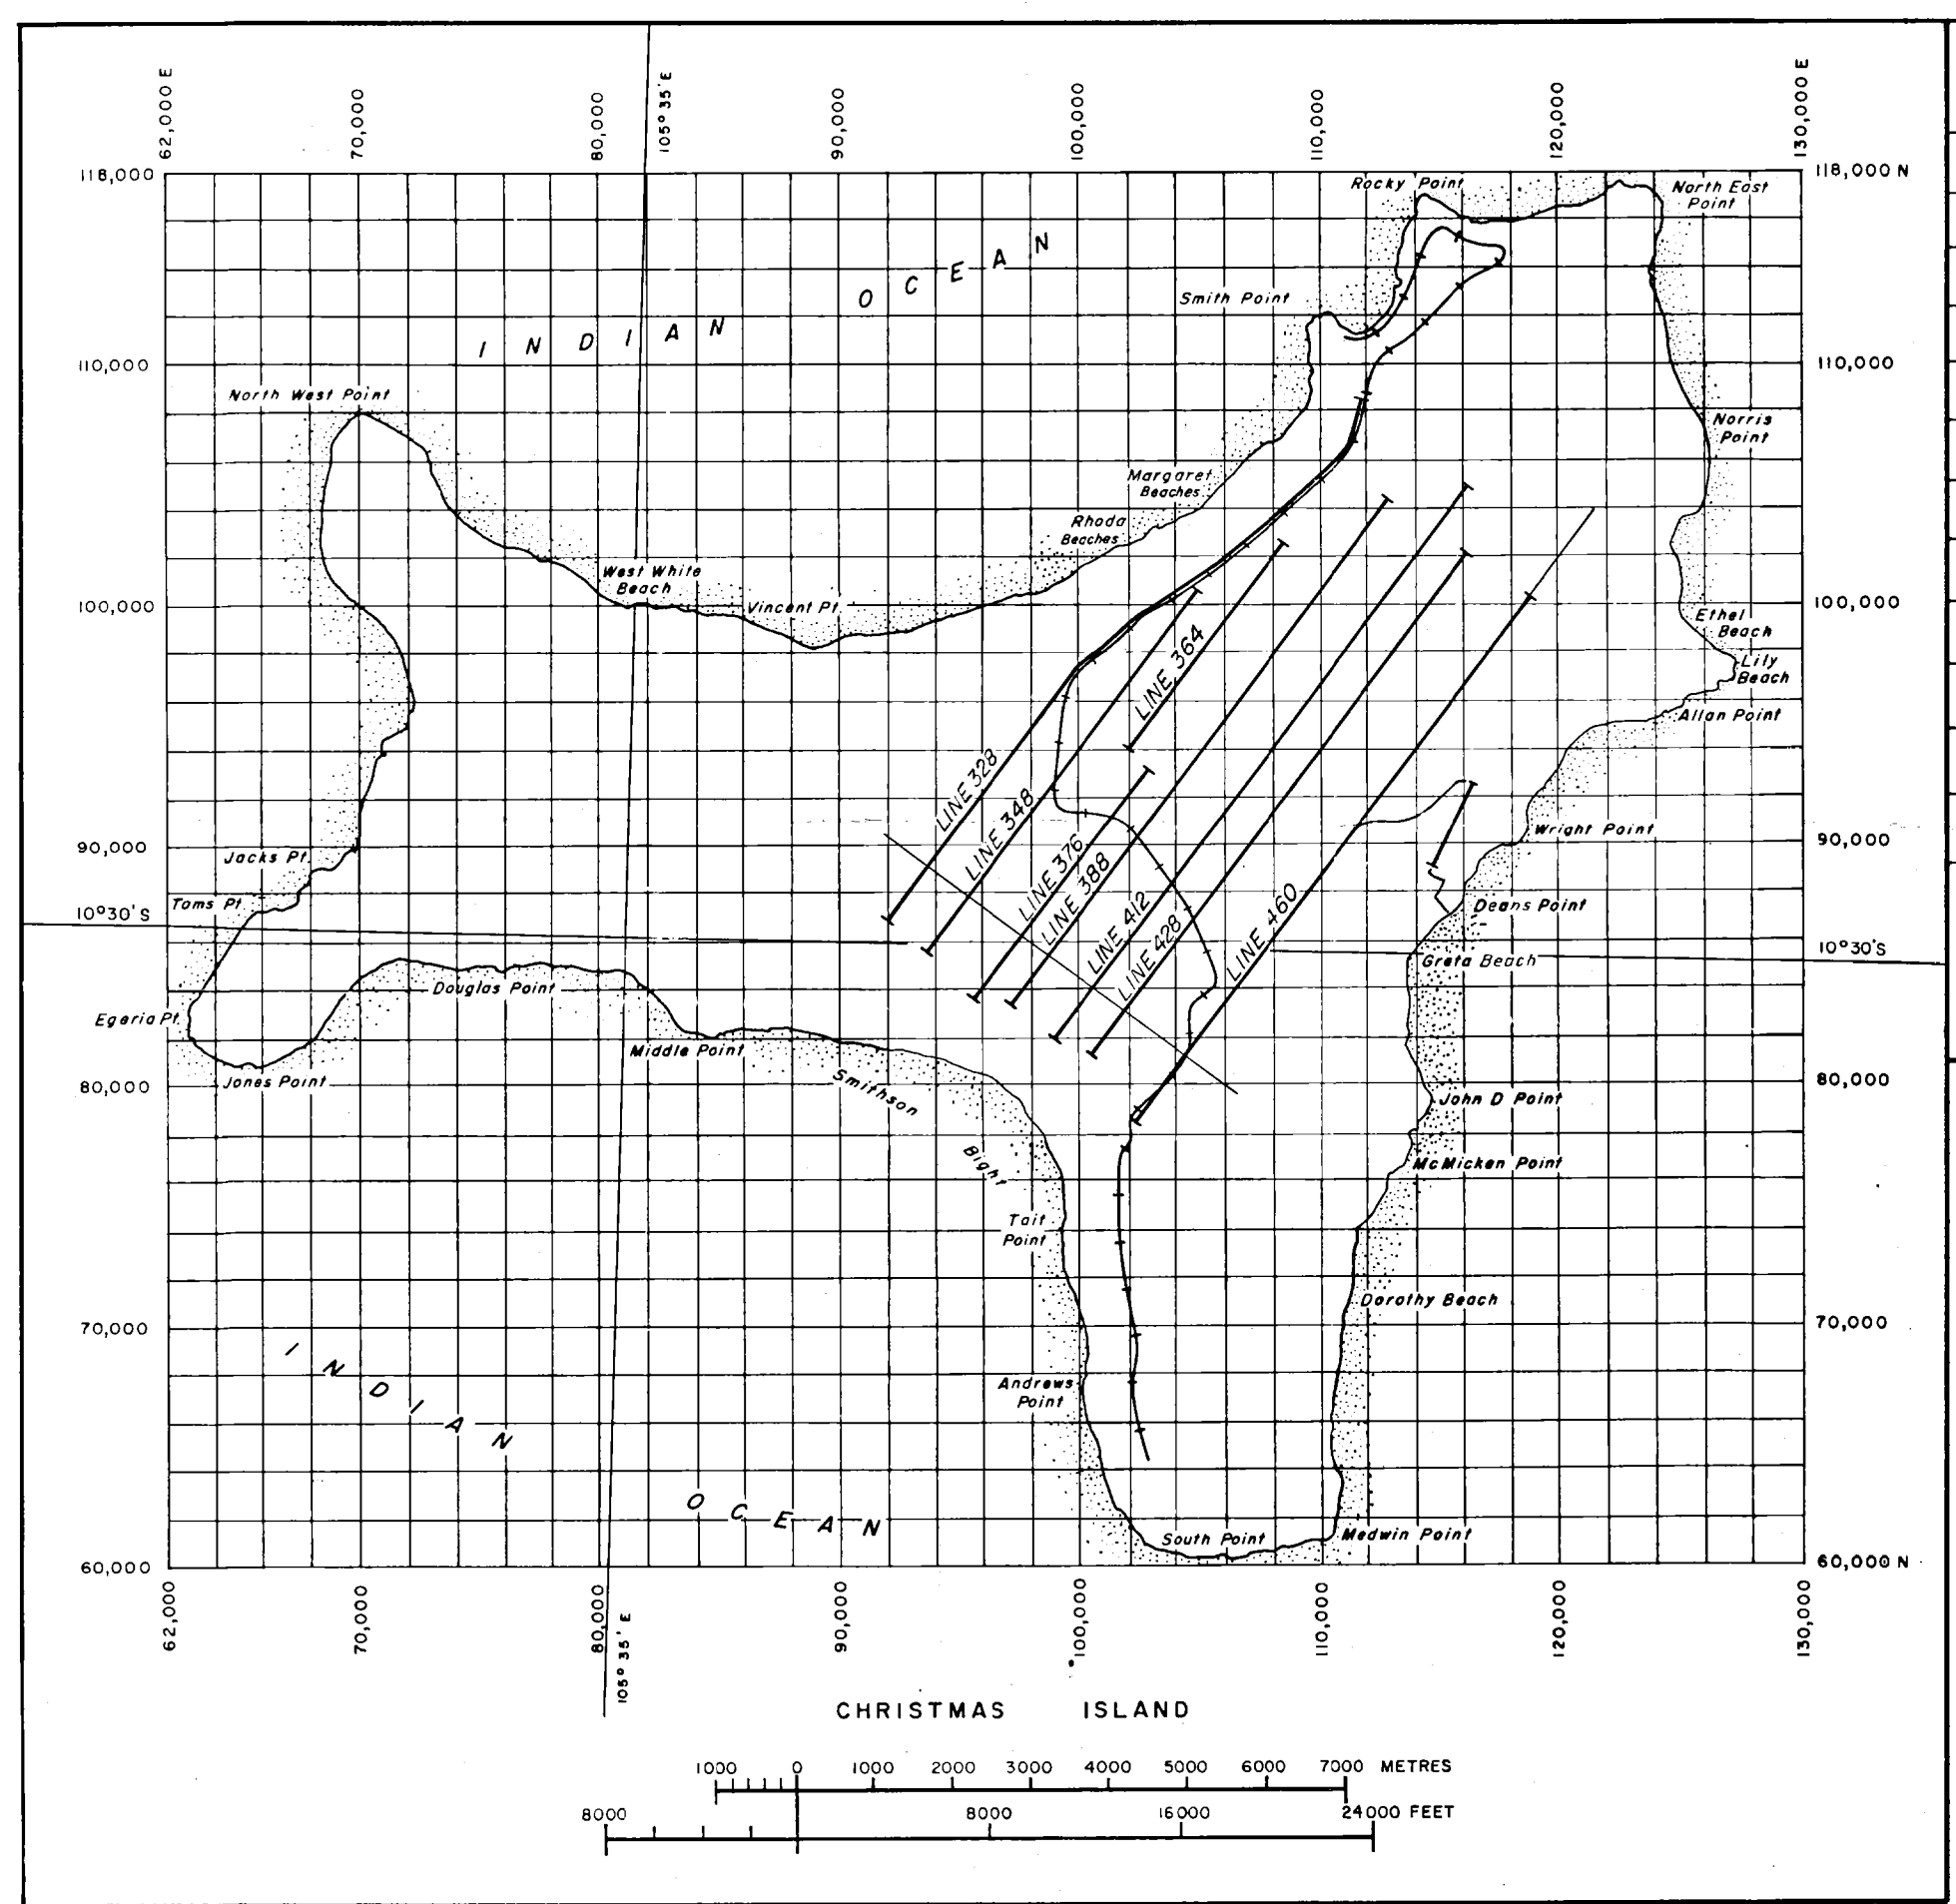 62,000 E
70,000
80,000
105° 35' E
90,000
100,000
110,000
120,000
130,000 E
118,000
118,000 N
Rocky Point
North East
Point
INDIAN OCEAN
Smith Point
110,000
110,000
North West Point
Norris
Point
Margaret
Beaches
Rhoda
Beaches
West White
Beach
Vincent Pt.
100,000
100,000
Ethel
Beach
Lily
Beach
Allan Point
LINE 364
LINE 328
LINE 348
LINE 376
LINE 388
LINE 412
LINE 428
LINE 460
Wright Point
90,000
90,000
Jacks Pt.
Toms Pt.
Deans Point
10°30'S
10°30'S
Greta Beach
Douglas Point
Egeria Pt.
Middle Point
Jones Point
80,000
80,000
Smithson
Bight
John D Point
McMicken Point
Tait
Point
Dorothy Beach
70,000
70,000
INDIAN
OCEAN
Andrews
Point
South Point
Medwin Point
60,000
60,000 N
62,000
70,000
80,000
105° 35' E
90,000
100,000
110,000
120,000
130,000
CHRISTMAS ISLAND
1000 0 1000 2000 3000 4000 5000 6000 7000 METRES
8000 8000 16000 24000 FEET